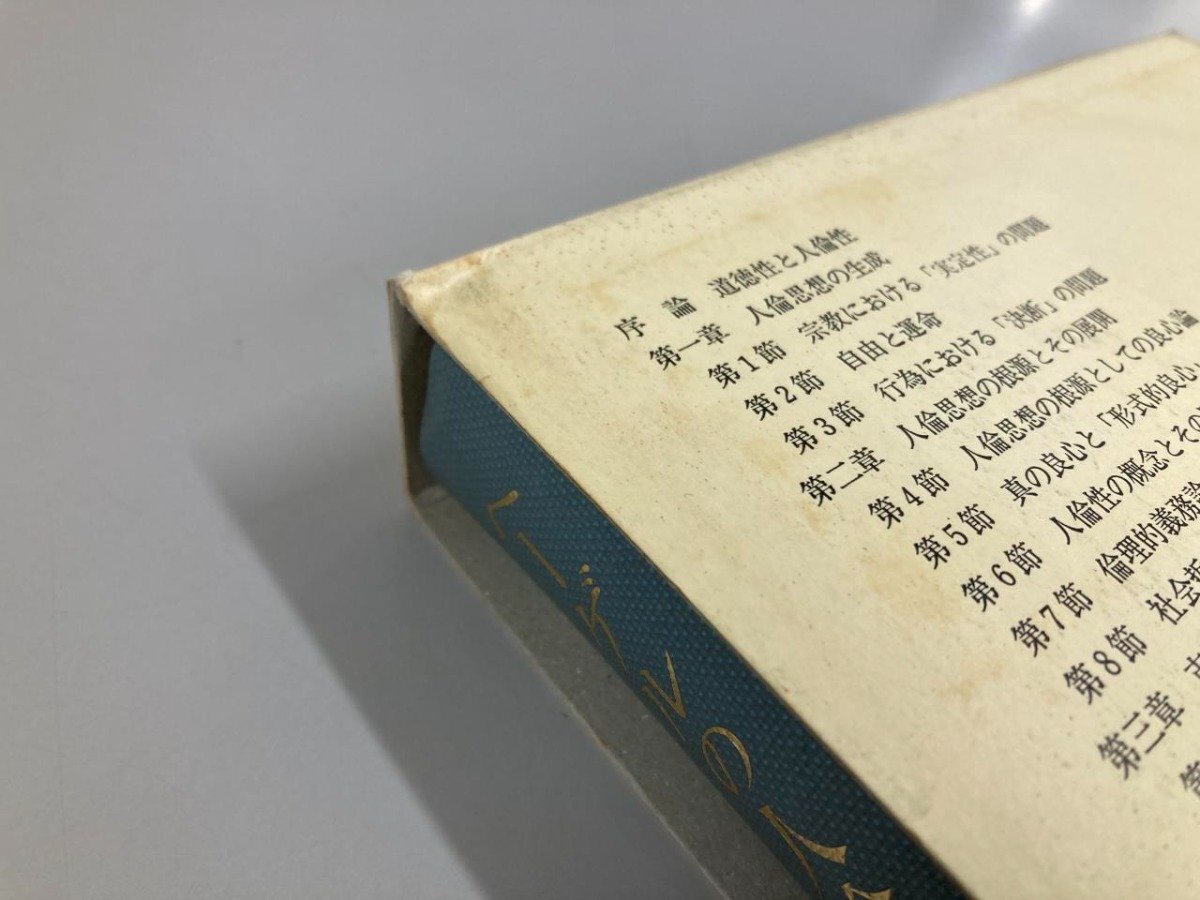 序論 道徳性と人倫性
第一章 人倫思想の生成
第1節 宗教における「実定性」の問題
第2節 自由と運命
第3節 行為における「決断」の問題
第二章 人倫思想の根源とその展開
第4節 人倫思想の根源としての良心論
第5節 真の良心と「形式的良心
第6節 人倫性の概念とその
第7節 倫理的義務論
第8節 社会
第三章
ヘーゲルの人